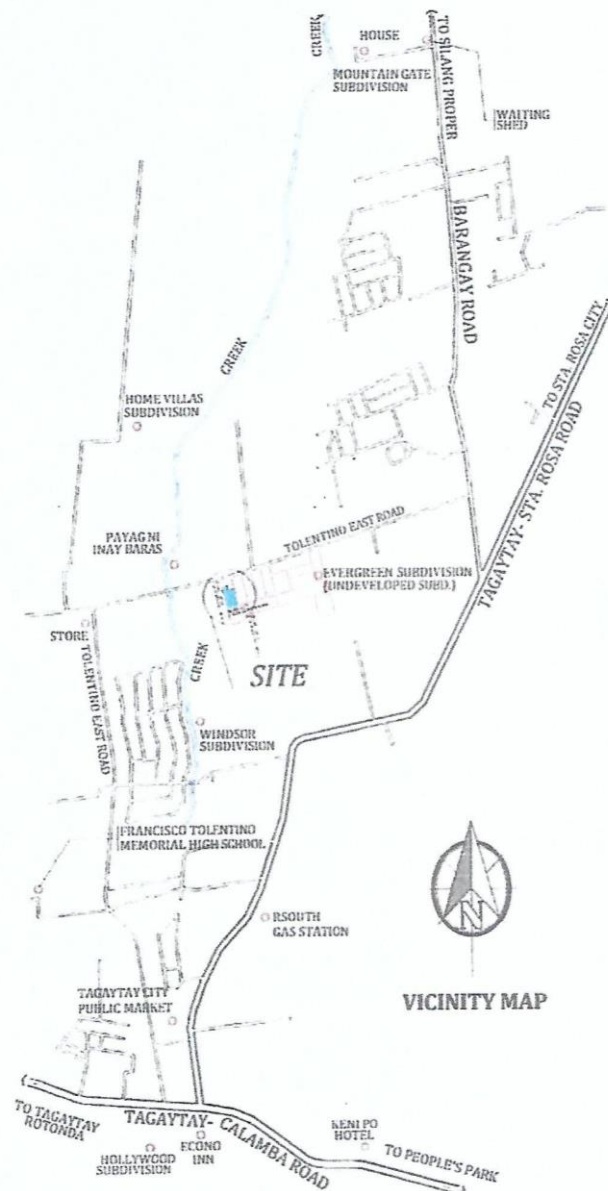 CREEK
HOUSE
TO SILANG PROPER
MOUNTAIN GATE
SUBDIVISION
WAITING
SHED
BARANGAY ROAD
CREEK
TO STA. ROSA CITY
HOME VILLAS
SUBDIVISION
TAGAYTAY- STA. ROSA ROAD
TOLENTINO EAST ROAD
PAYAG NI
INAY BARAS
EVERGREEN SUBDIVISION
(UNDEVELOPED SUBD.)
STORE
TOLENTINO EAST ROAD
CREEK
SITE
WINDSOR
SUBDIVISION
FRANCISCO TOLENTINO
MEMORIAL HIGH SCHOOL
N
RSOUTH
GAS STATION
TAGAYTAY CITY
PUBLIC MARKET
VICINITY MAP
TO TAGAYTAY
ROTONDA
TAGAYTAY- CALAMBA ROAD
HOLLYWOOD
SUBDIVISION
ECONO
INN
KENI PO
HOTEL
TO PEOPLE'S PARK